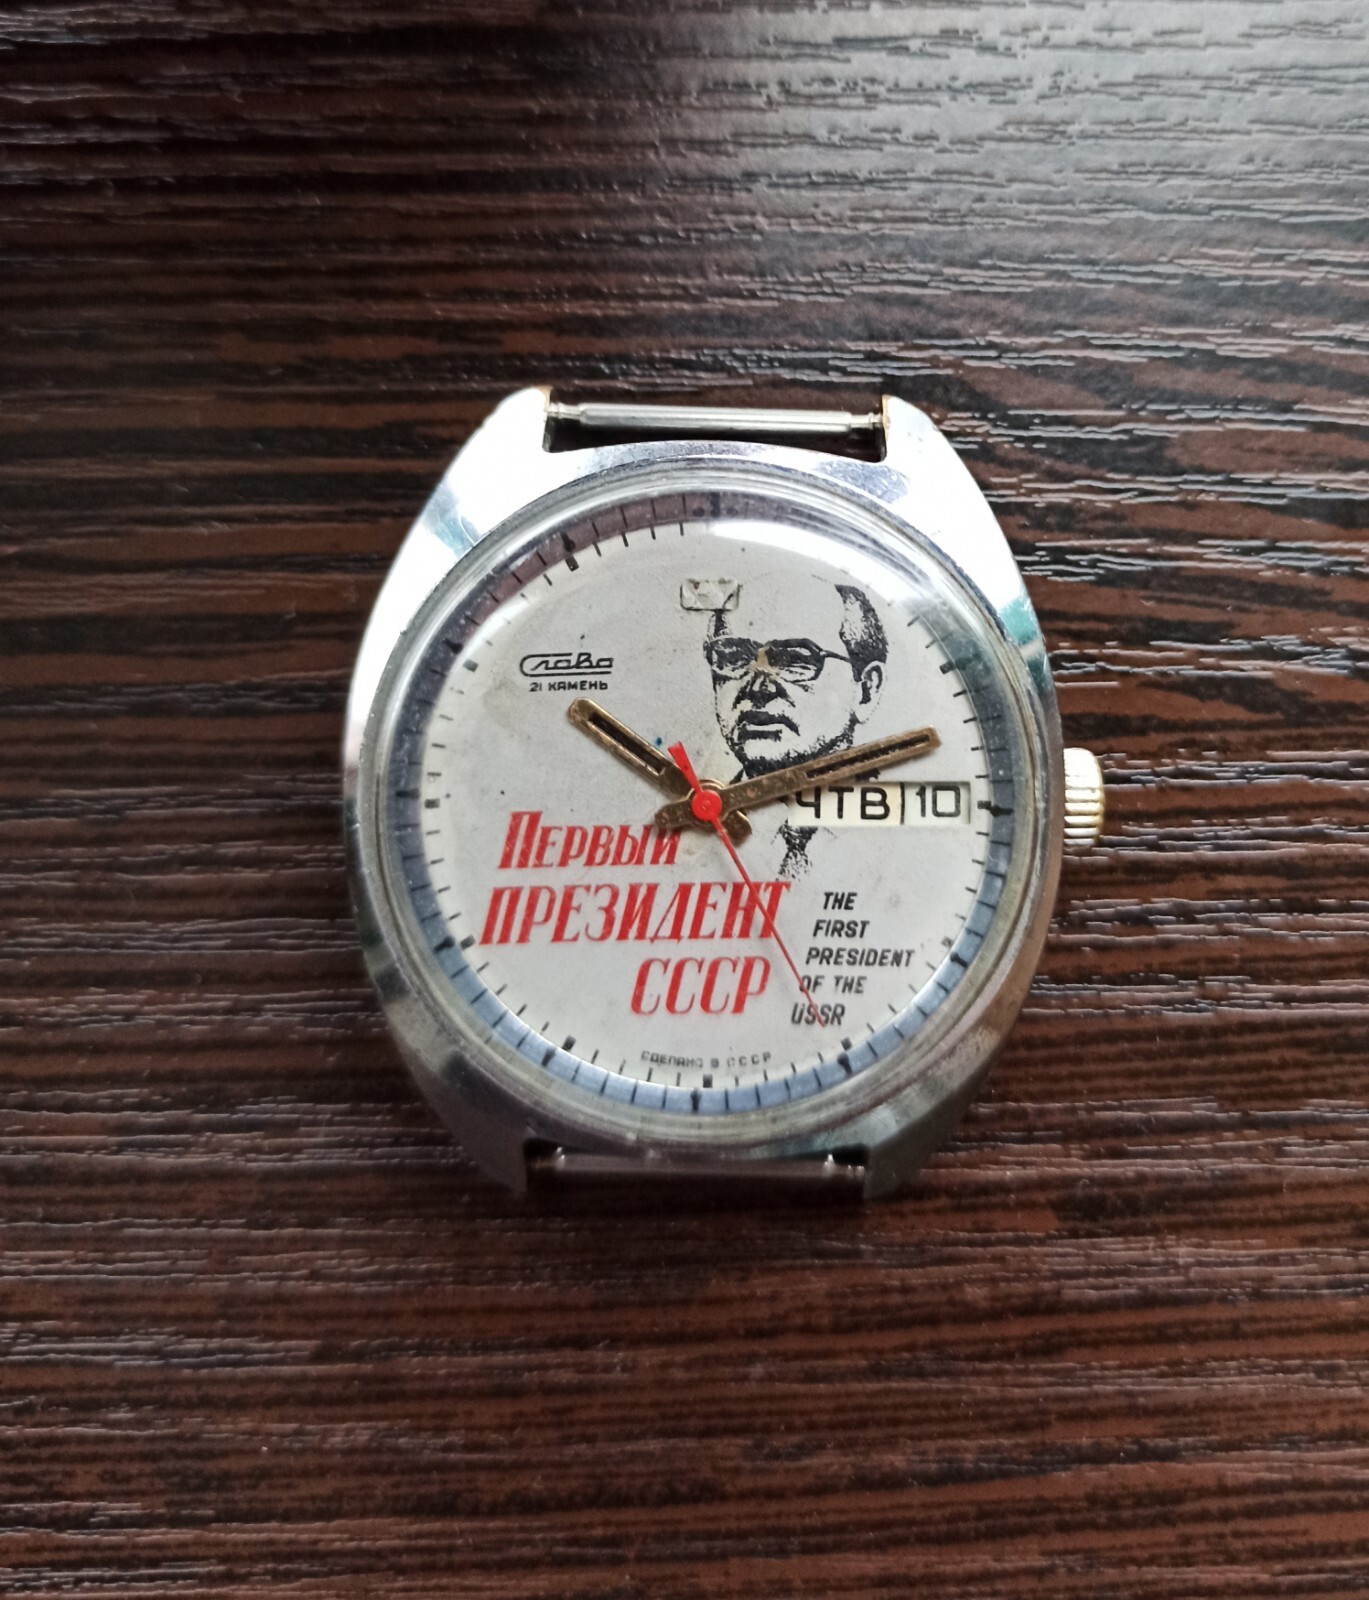 Слава
21 КАМЕНЬ
ЧТВ 10
ПЕРВЫЙ
ПРЕЗИДЕНТ
СССР
THE
FIRST
PRESIDENT
OF THE
USSR
СДЕЛАНО В СССР